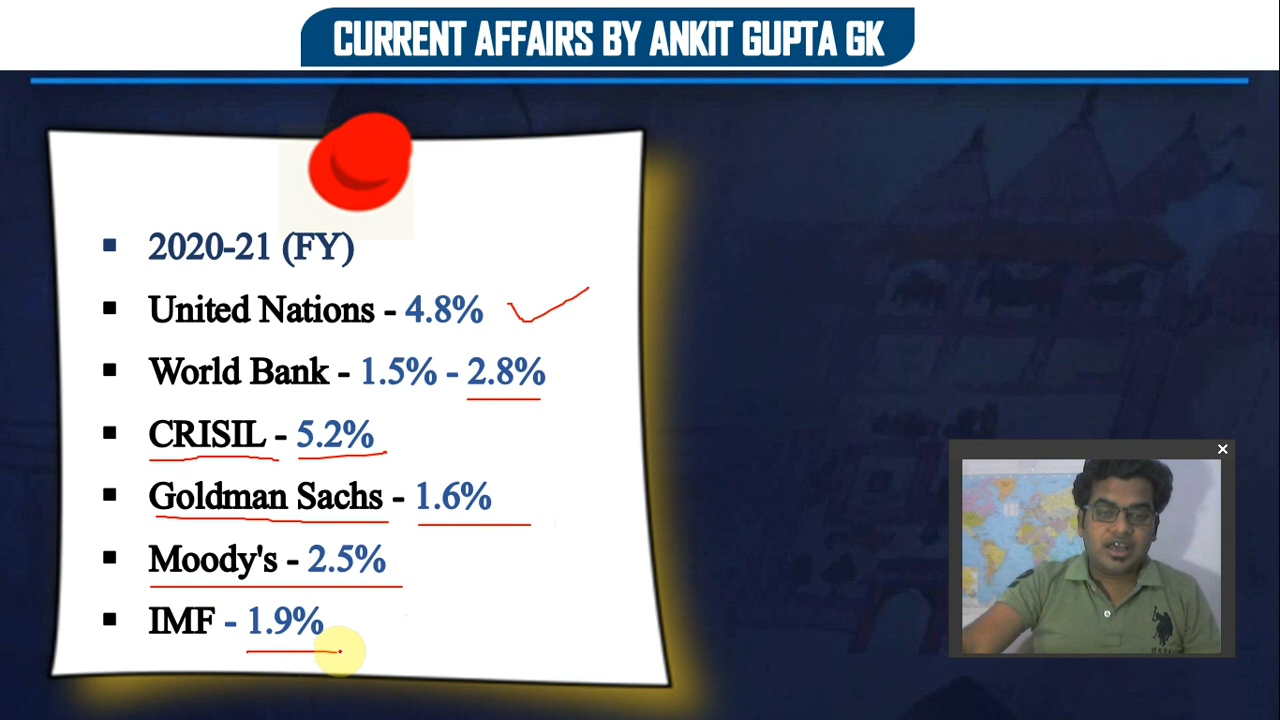 CURRENT AFFAIRS BY ANKIT GUPTA GK
2020-21 (FY)
United Nations - 4.8%
World Bank - 1.5% - 2.8%
CRISIL - 5.2%
Goldman Sachs - 1.6%
Moody's - 2.5%
IMF - 1.9%